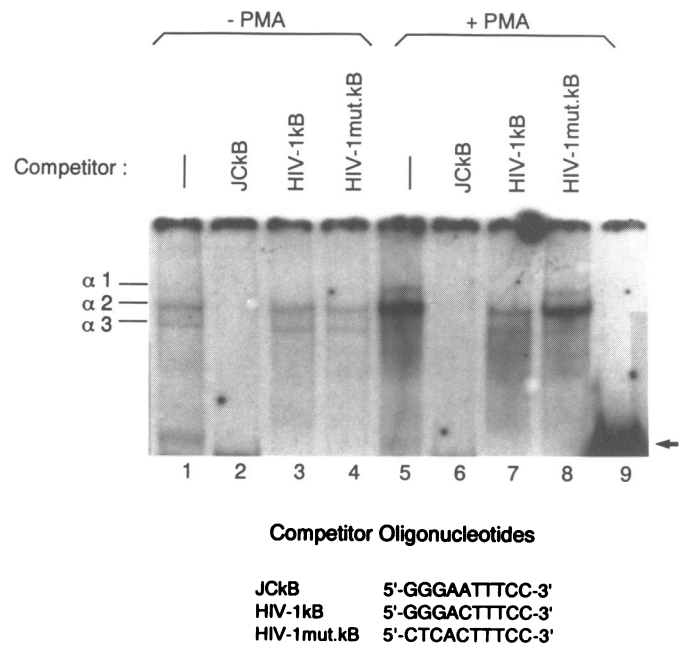 - PMA + PMA
Competitor : — JCkB HIV-1kB HIV-1mut.kB — JCkB HIV-1kB HIV-1mut.kB
α 1
α 2
α 3
1 2 3 4 5 6 7 8 9
Competitor Oligonucleotides
JCkB 5'-GGGAATTTCC-3'
HIV-1kB 5'-GGGACTTTCC-3'
HIV-1mut.kB 5'-CTCACTTTCC-3'